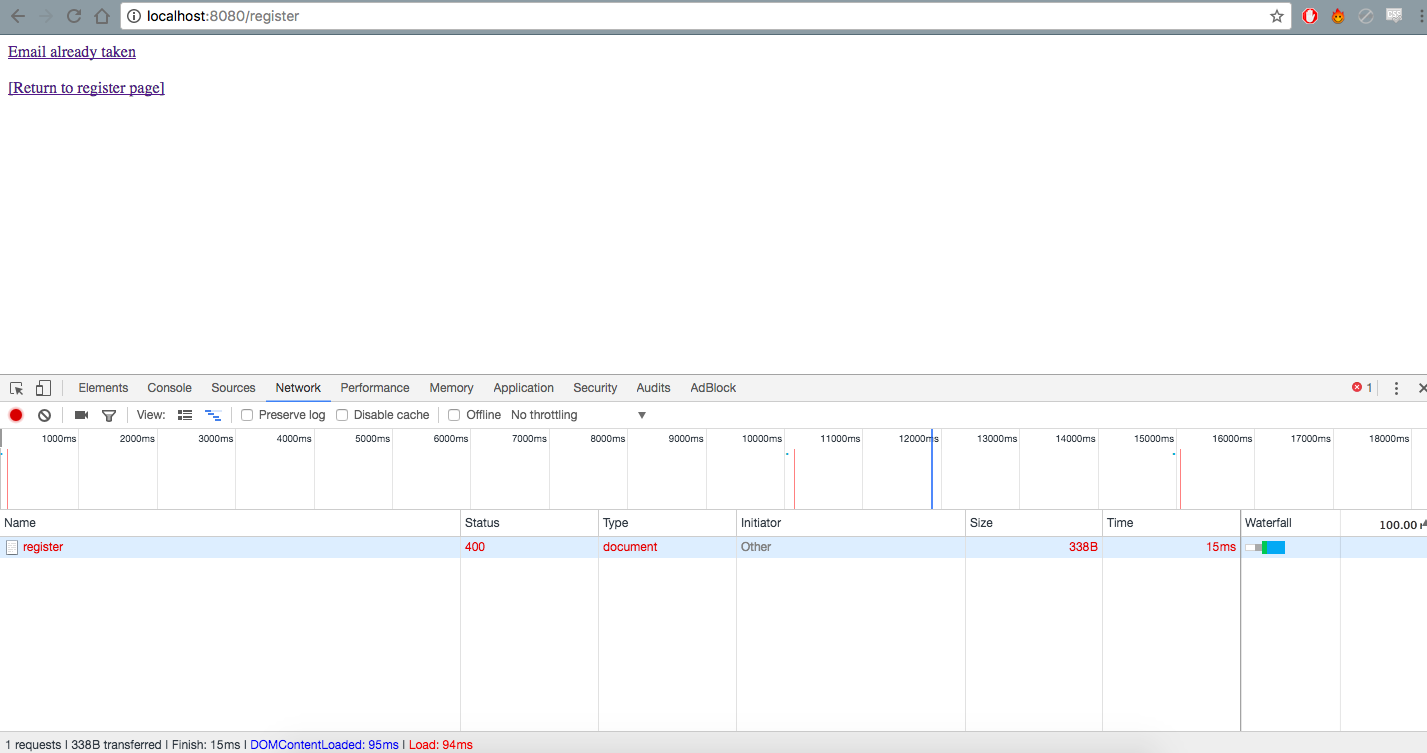 localhost:8080/register
CSP
Email already taken
[Return to register page]
Elements Console Sources Network Performance Memory Application Security Audits AdBlock 1
View: Preserve log Disable cache Offline No throttling
1000ms 2000ms 3000ms 4000ms 5000ms 6000ms 7000ms 8000ms 9000ms 10000ms 11000ms 12000ms 13000ms 14000ms 15000ms 16000ms 17000ms 18000ms
Name Status Type Initiator Size Time Waterfall 100.00
register 400 document Other 338B 15ms
1 requests | 338B transferred | Finish: 15ms | DOMContentLoaded: 95ms | Load: 94ms